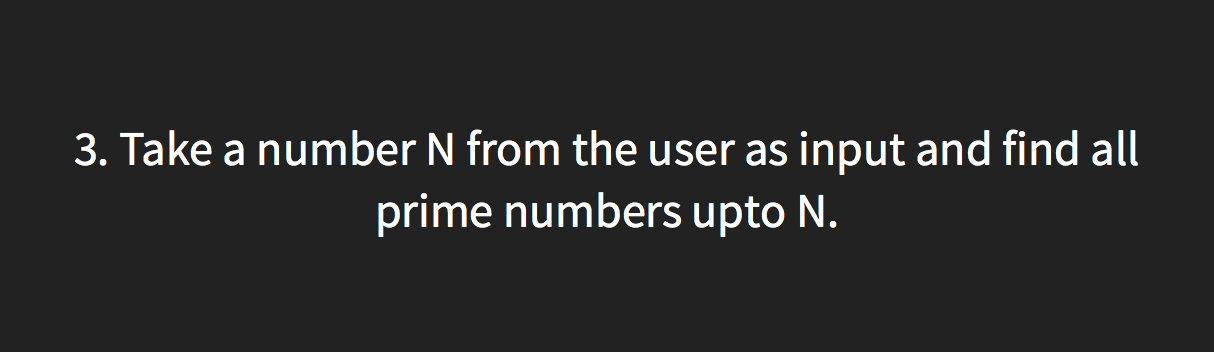 3. Take a number N from the user as input and find all
prime numbers upto N.